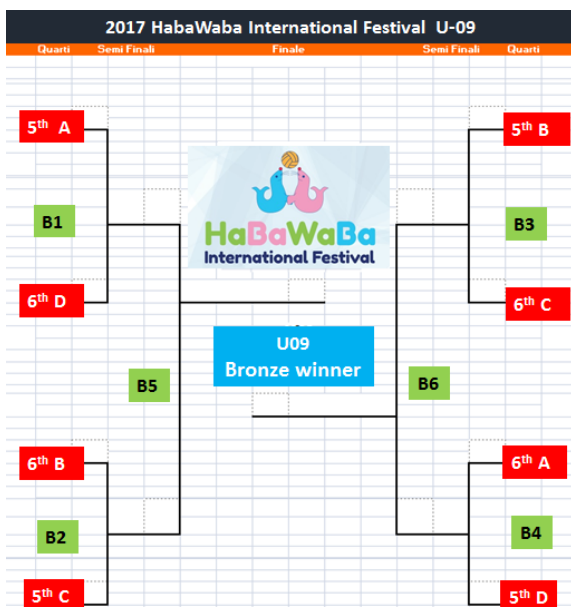 2017 HabaWaba International Festival U-09
Quarti Semi Finali Finale Semi Finali Quarti
5th A 5th B
B1 B3
HaBaWaBa
International Festival
6th D 6th C
U09
Bronze winner
B5 B6
6th B 6th A
B2 B4
5th C 5th D